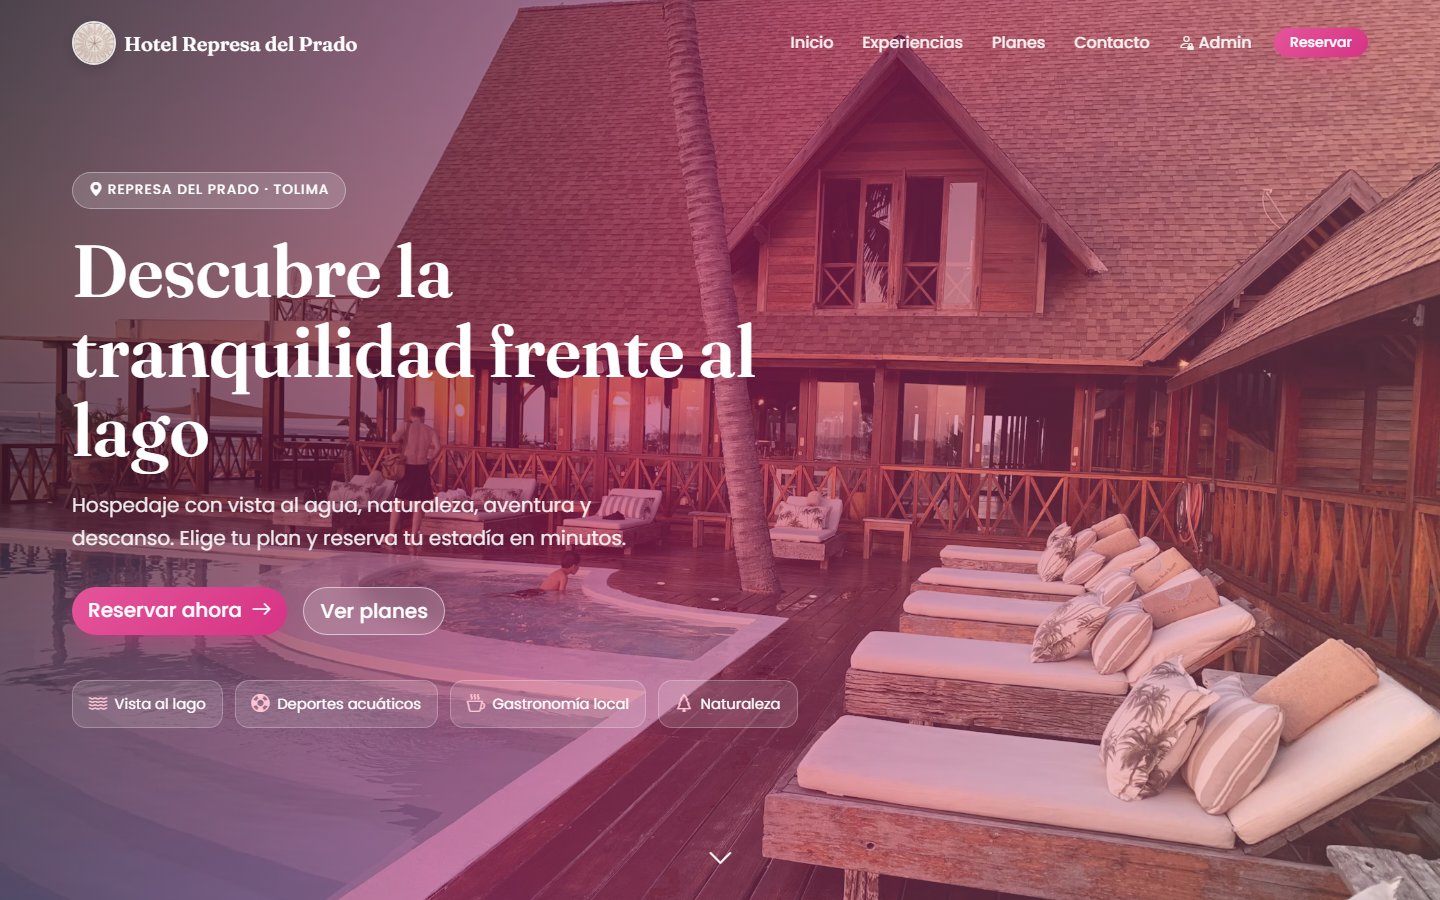 Hotel Represa del Prado
Inicio
Experiencias
Planes
Contacto
Admin
Reservar
REPRESA DEL PRADO · TOLIMA
Descubre la
tranquilidad frente al
lago
Hospedaje con vista al agua, naturaleza, aventura y
descanso. Elige tu plan y reserva tu estadía en minutos.
Reservar ahora →
Ver planes
Vista al lago
Deportes acuáticos
Gastronomía local
Naturaleza